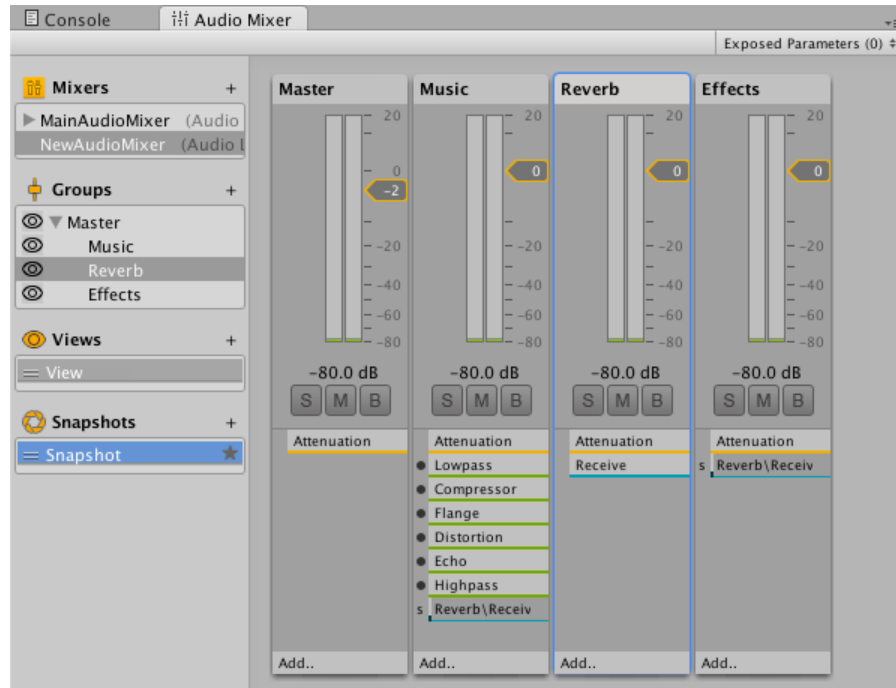 Console
Audio Mixer
Exposed Parameters (0)
Mixers +
MainAudioMixer (Audio
NewAudioMixer (Audio L
Groups +
Master
Music
Reverb
Effects
Views +
View
Snapshots +
Snapshot
Master
20
0
-2
-20
-40
-60
-80
-80.0 dB
S M B
Attenuation
Add..
Music
20
0
-20
-40
-60
-80
-80.0 dB
S M B
Attenuation
Lowpass
Compressor
Flange
Distortion
Echo
Highpass
s Reverb\Receiv
Add..
Reverb
20
0
-20
-40
-60
-80
-80.0 dB
S M B
Attenuation
Receive
Add..
Effects
20
0
-20
-40
-60
-80
-80.0 dB
S M B
Attenuation
s Reverb\Receiv
Add..